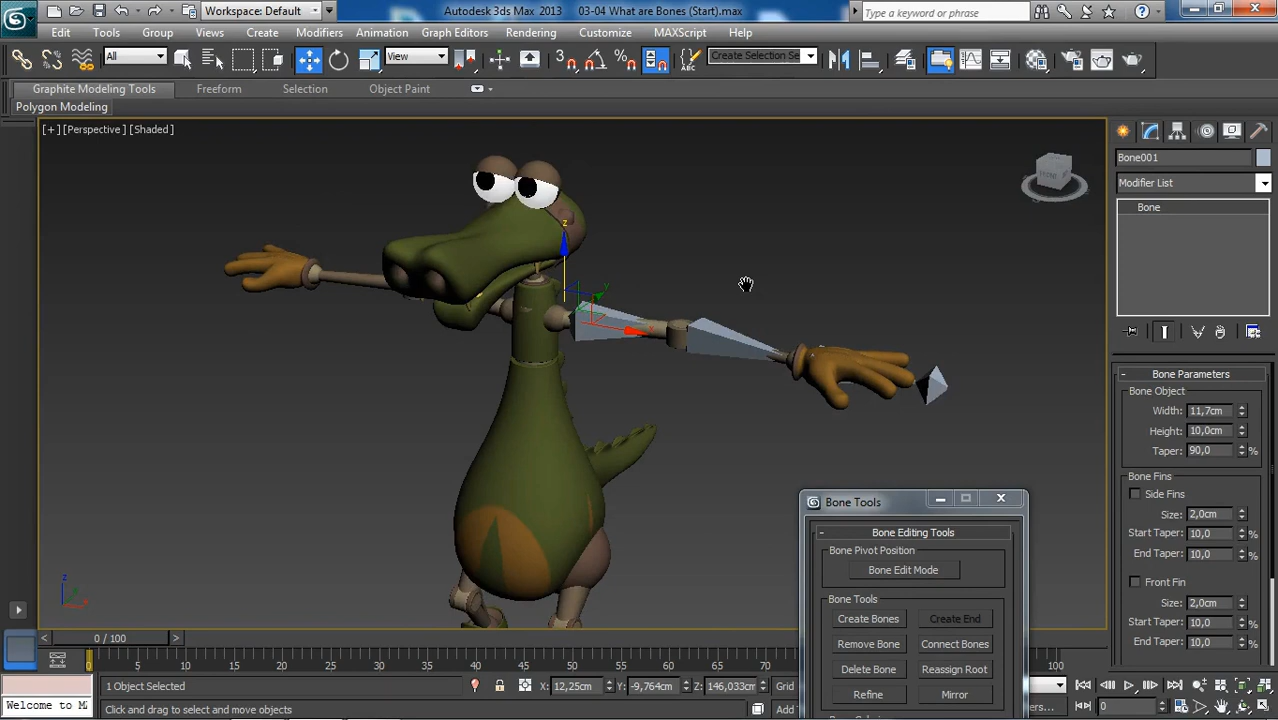 Workspace: Default
Autodesk 3ds Max 2013
03-04 What are Bones (Start).max
Type a keyword or phrase
Edit
Tools
Group
Views
Create
Modifiers
Animation
Graph Editors
Rendering
Customize
MAXScript
Help
All
View
3
Create Selection Se
Graphite Modeling Tools
Freeform
Selection
Object Paint
Polygon Modeling
[+] [Perspective] [Shaded]
Bone001
Modifier List
Bone
Bone Parameters
Bone Object
Width: 11,7cm
Height: 10,0cm
Taper: 90,0 %
Bone Fins
Side Fins
Size: 2,0cm
Start Taper: 10,0 %
End Taper: 10,0 %
Front Fin
Size: 2,0cm
Start Taper: 10,0 %
End Taper: 10,0 %
z
y
x
Bone Tools
Bone Editing Tools
Bone Pivot Position
Bone Edit Mode
Bone Tools
Create Bones
Create End
Remove Bone
Connect Bones
Delete Bone
Reassign Root
Refine
Mirror
0 / 100
0 5 10 15 20 25 30 35 40 45 50 55 60 65 70 100
1 Object Selected
X: 12,25cm
Y: -9,764cm
Z: 146,033cm
Grid
Welcome to M
Click and drag to select and move objects
Add
0